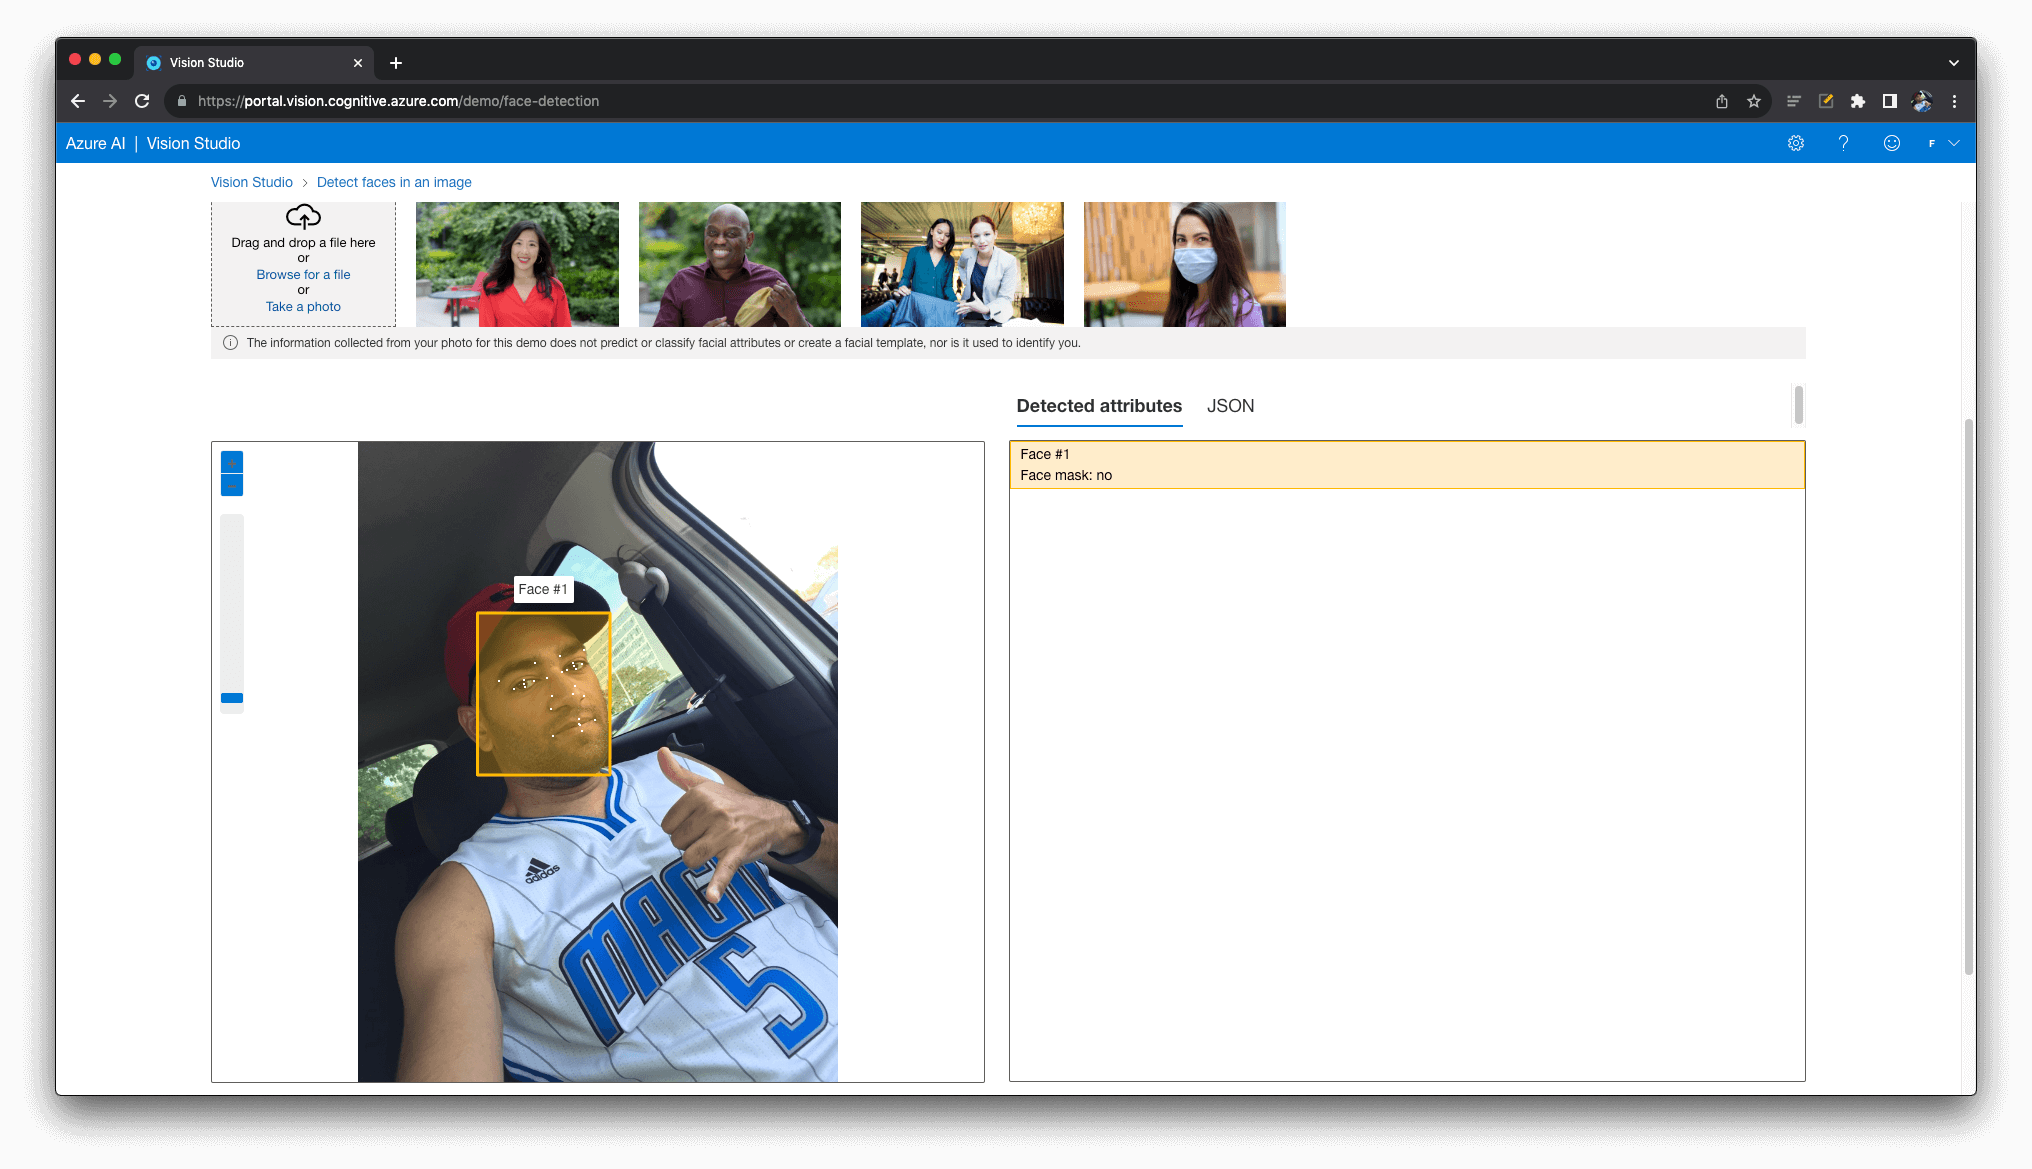 Vision Studio
https://portal.vision.cognitive.azure.com/demo/face-detection
Azure AI | Vision Studio
F
Vision Studio > Detect faces in an image
Drag and drop a file here
or
Browse for a file
or
Take a photo
The information collected from your photo for this demo does not predict or classify facial attributes or create a facial template, nor is it used to identify you.
Detected attributes JSON
Face #1
Face mask: no
Face #1
adidas
MAGI
5